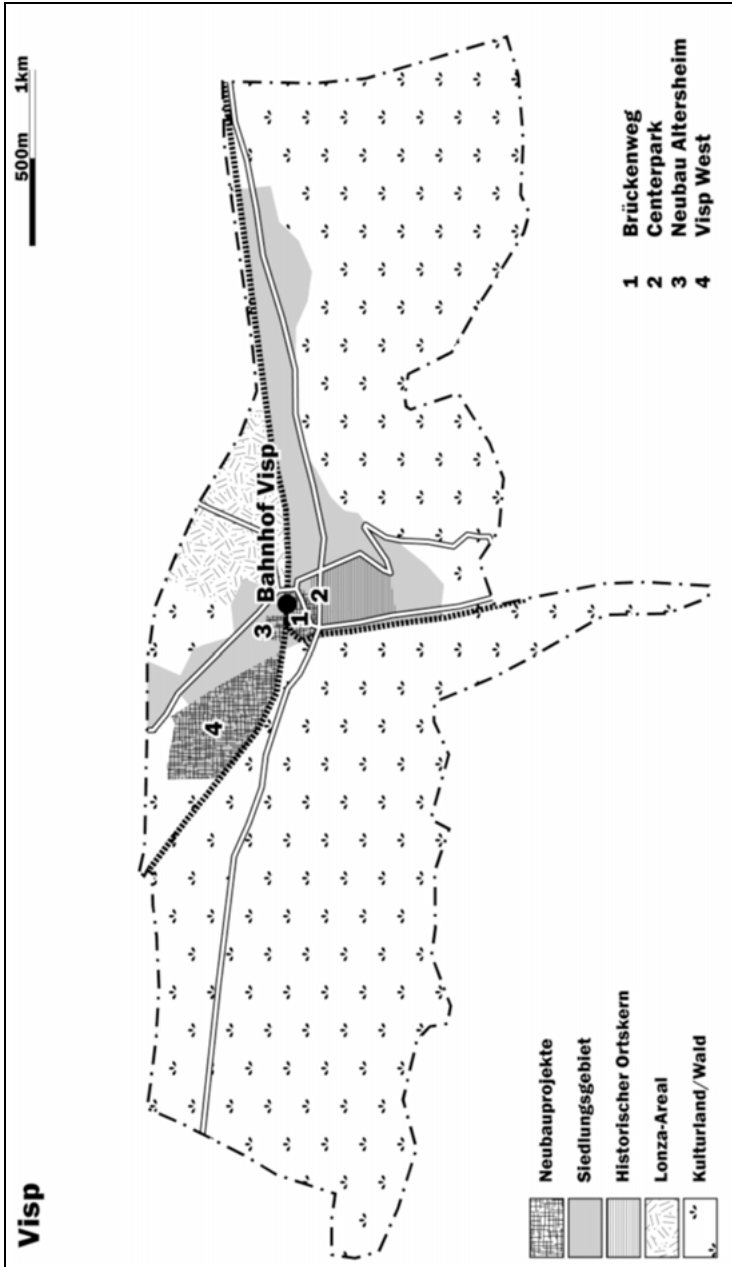 Visp
500m 1km
Bahnhof Visp
1
2
3
4
Neubauprojekte
Siedlungsgebiet
Historischer Ortskern
Lonza-Areal
Kulturland/Wald
1 Brückenweg
2 Centerpark
3 Neubau Altersheim
4 Visp West